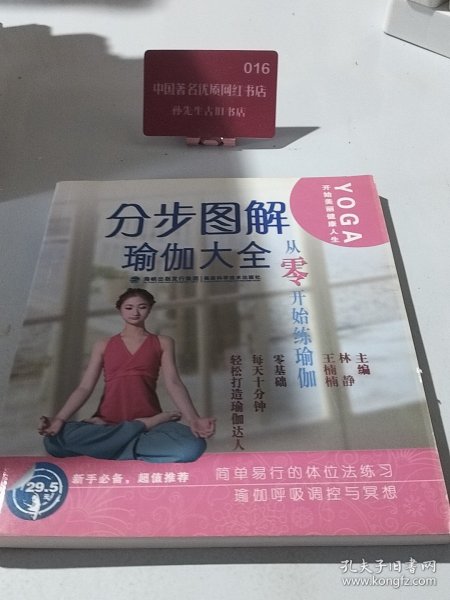 016
中国著名优质网红书店
孙先生古旧书店
YOGA
开始美丽健康人生
分步图解
瑜伽大全
从零开始练瑜伽
主编
林静
王楠楠
零基础
每天十分钟
轻松打造瑜伽达人
29.5
新手必备，超值推荐
简单易行的体位法练习
瑜伽呼吸调控与冥想
孔夫子旧书网
www.kongfz.com